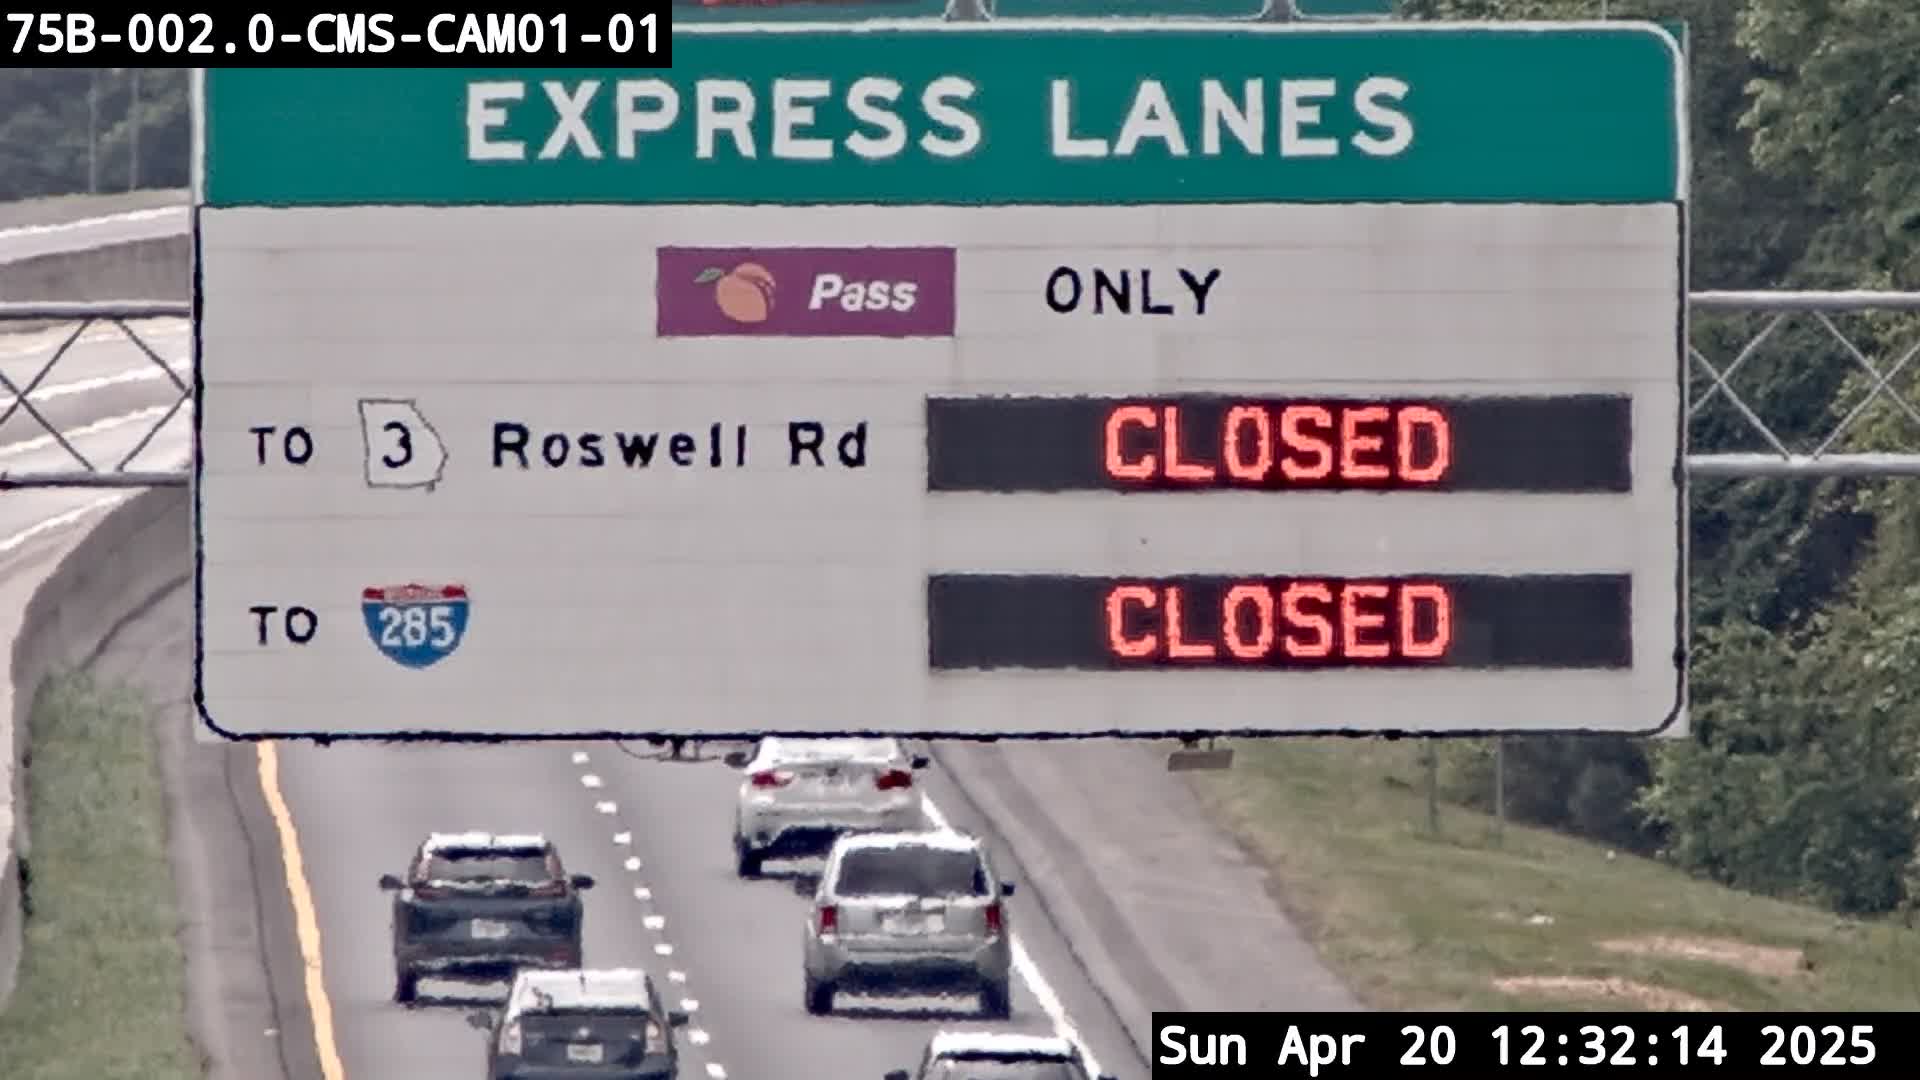 75B-002.0-CMS-CAM01-01
EXPRESS LANES
Pass ONLY
TO 3 Roswell Rd CLOSED
TO 285 CLOSED
Sun Apr 20 12:32:14 2025